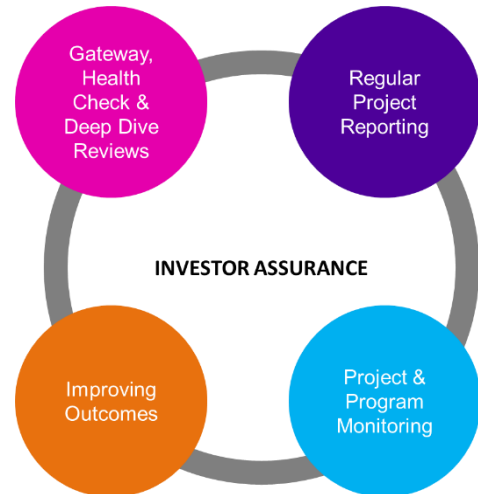 Gateway,
Health
Check &
Deep Dive
Reviews
Regular
Project
Reporting
INVESTOR ASSURANCE
Improving
Outcomes
Project &
Program
Monitoring